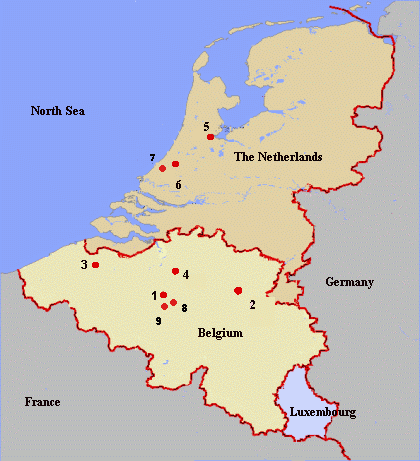 North Sea
5
7
The Netherlands
6
3
4
Germany
1
2
8
9
Belgium
France
Luxembourg